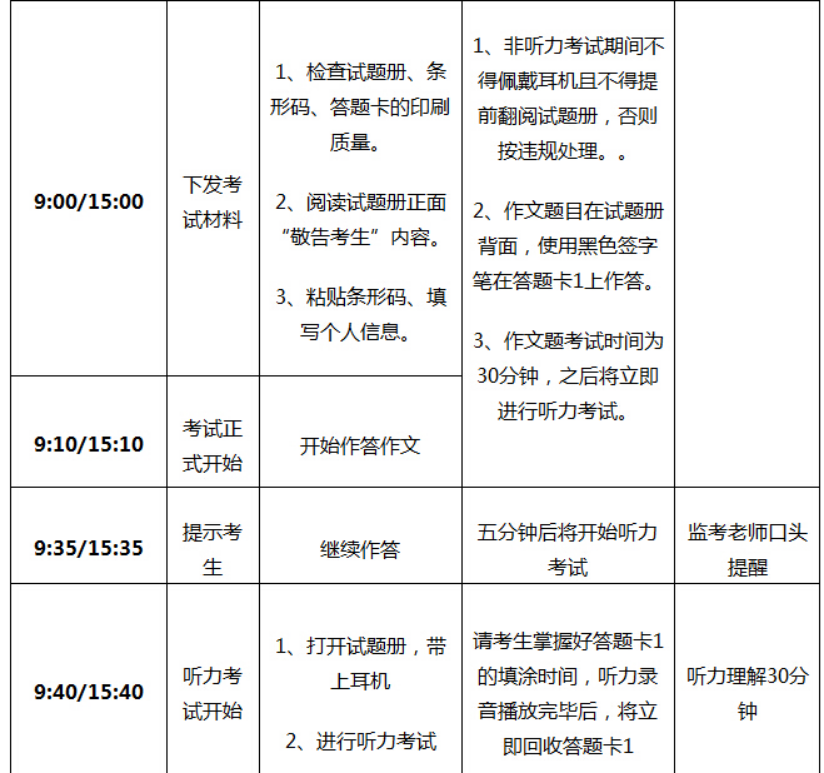 9:00/15:00
下发考
试材料
1、检查试题册、条
形码、答题卡的印刷
质量。
2、阅读试题册正面
“敬告考生”内容。
3、粘贴条形码、填
写个人信息。
1、非听力考试期间不
得佩戴耳机且不得提
前翻阅试题册，否则
按违规处理。。
2、作文题目在试题册
背面，使用黑色签字
笔在答题卡1上作答。
3、作文题考试时间为
30分钟，之后将立即
进行听力考试。
9:10/15:10
考试正
式开始
开始作答作文
9:35/15:35
提示考
生
继续作答
五分钟后将开始听力
考试
监考老师口头
提醒
9:40/15:40
听力考
试开始
1、打开试题册，带
上耳机
2、进行听力考试
请考生掌握好答题卡1
的填涂时间，听力录
音播放完毕后，将立
即回收答题卡1
听力理解30分
钟